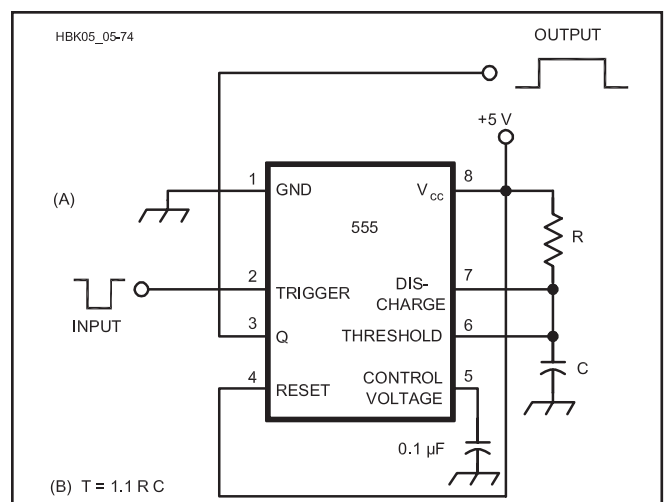 HBK05_05-74
OUTPUT
+5 V
(A)
1
GND
8
Vcc
555
R
INPUT
2
TRIGGER
7
DIS-
CHARGE
3
Q
6
THRESHOLD
4
RESET
5
CONTROL
VOLTAGE
C
0.1 µF
(B) T = 1.1 R C